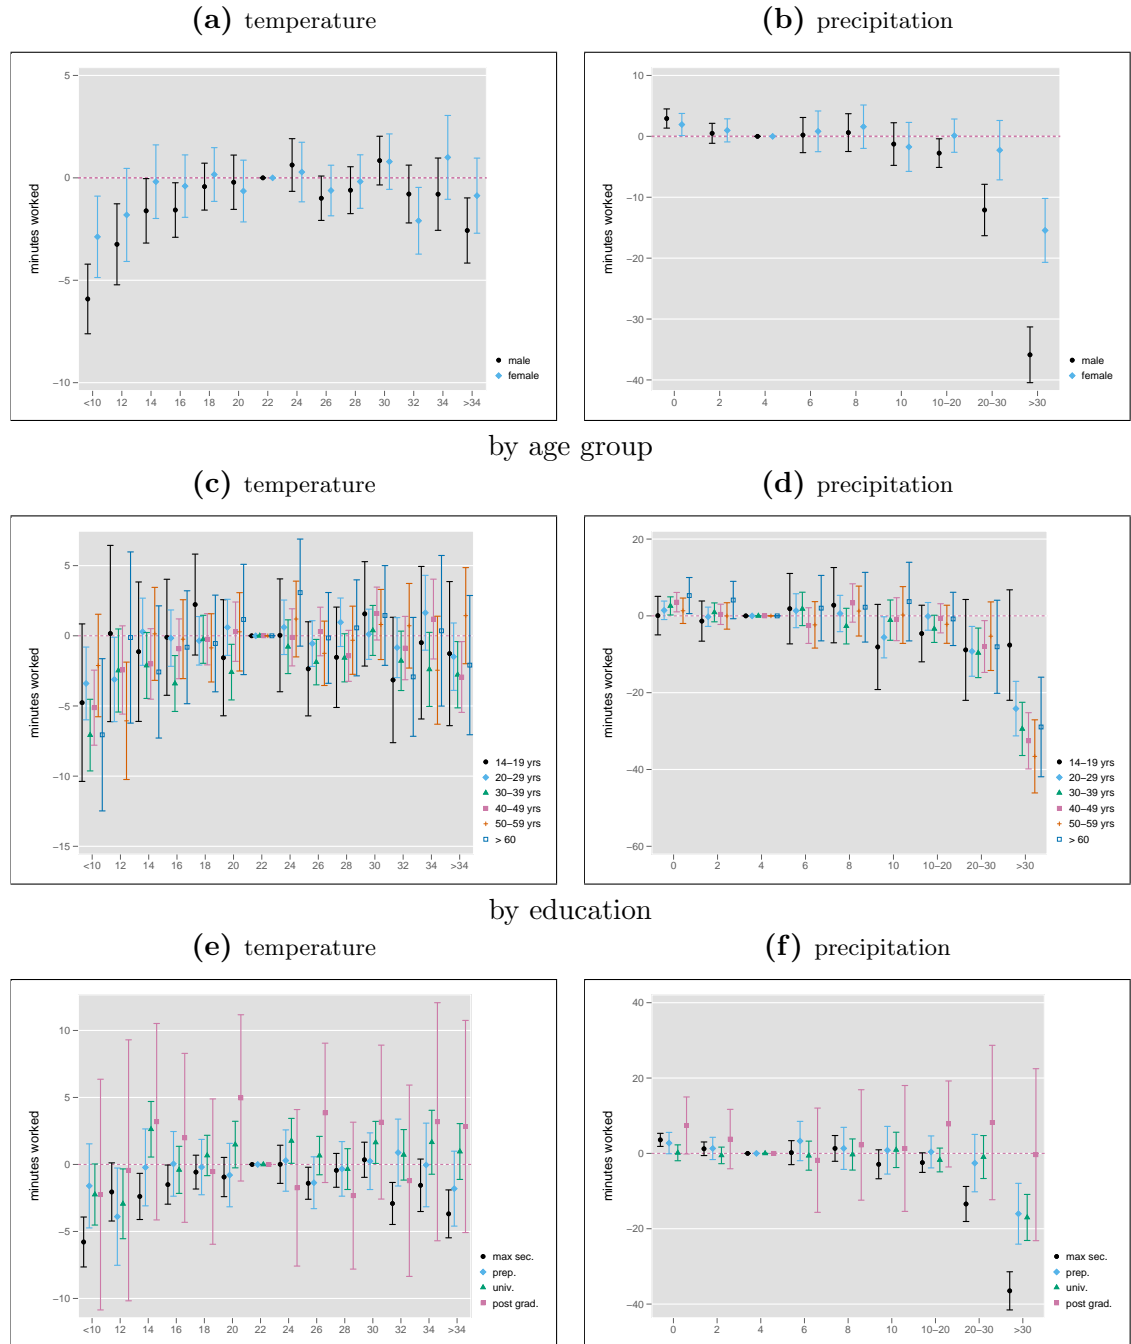 (a) temperature
(b) precipitation
5
0
−5
−10
minutes worked
<10 12 14 16 18 20 22 24 26 28 30 32 34 >34
male
female
10
0
−10
−20
−30
−40
minutes worked
0 2 4 6 8 10 10−20 20−30 >30
male
female
by age group
(c) temperature
(d) precipitation
5
0
−5
−10
−15
minutes worked
<10 12 14 16 18 20 22 24 26 28 30 32 34 >34
14−19 yrs
20−29 yrs
30−39 yrs
40−49 yrs
50−59 yrs
> 60
20
0
−20
−40
−60
minutes worked
0 2 4 6 8 10 10−20 20−30 >30
14−19 yrs
20−29 yrs
30−39 yrs
40−49 yrs
50−59 yrs
> 60
by education
(e) temperature
(f) precipitation
10
5
0
−5
−10
minutes worked
<10 12 14 16 18 20 22 24 26 28 30 32 34 >34
max sec.
prep.
univ.
post grad.
40
20
0
−20
−40
minutes worked
0 2 4 6 8 10 10−20 20−30 >30
max sec.
prep.
univ.
post grad.